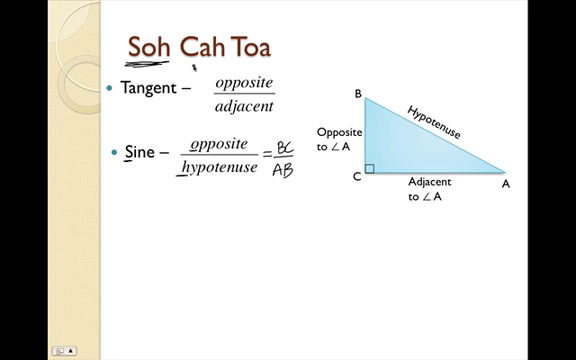 Soh Cah Toa
• Tangent – opposite
adjacent
• Sine – opposite = BC
hypotenuse AB
B
Hypotenuse
Opposite
to ∠ A
C
Adjacent
to ∠ A
A